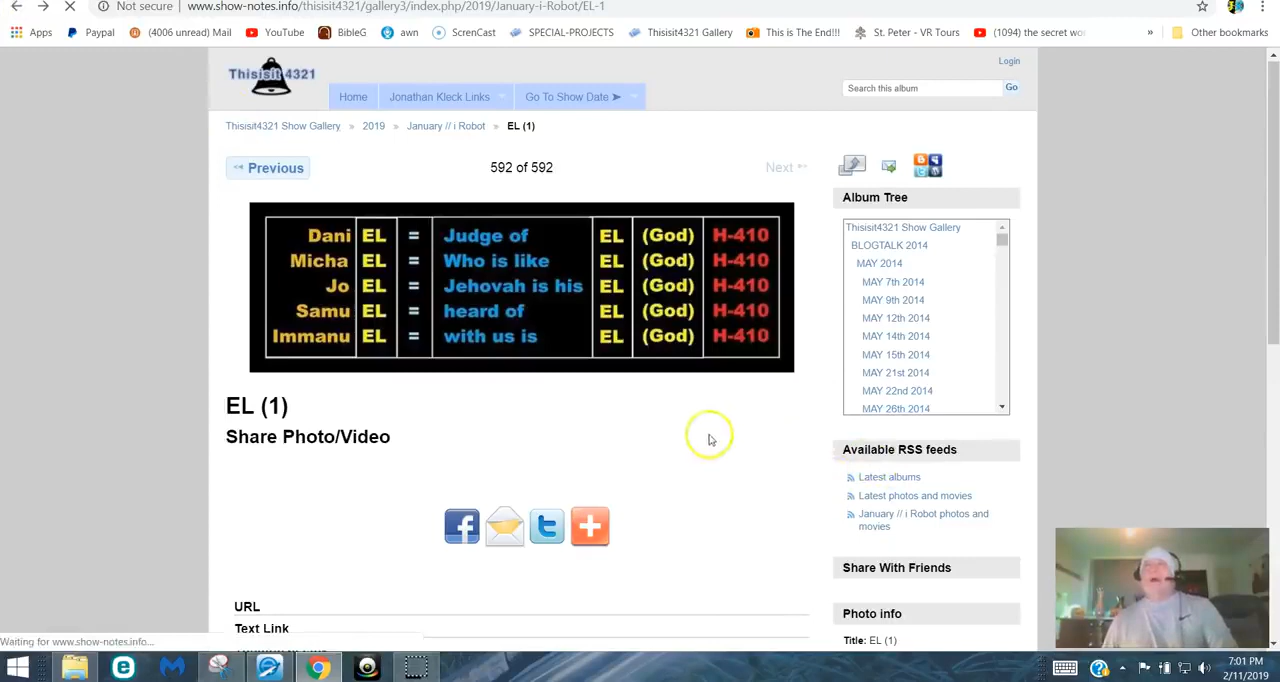 Not secure | www.show-notes.info/thisisit4321/gallery3/index.php/2019/January-i-Robot/EL-1
Apps Paypal (4006 unread) Mail YouTube BibleG awn ScrenCast SPECIAL-PROJECTS Thisisit4321 Gallery This is The End!!! St. Peter - VR Tours (1094) the secret wo » Other bookmarks
Thisisit 4321
Login
Home Jonathan Kleck Links Go To Show Date ➤
Search this album Go
Thisisit4321 Show Gallery » 2019 » January // i Robot » EL (1)
Previous 592 of 592 Next
Album Tree
Dani EL = Judge of EL (God) H-410
Micha EL = Who is like EL (God) H-410
Jo EL = Jehovah is his EL (God) H-410
Samu EL = heard of EL (God) H-410
Immanu EL = with us is EL (God) H-410
Thisisit4321 Show Gallery
BLOGTALK 2014
MAY 2014
MAY 7th 2014
MAY 9th 2014
MAY 12th 2014
MAY 14th 2014
MAY 15th 2014
MAY 21st 2014
MAY 22nd 2014
MAY 26th 2014
EL (1)
Share Photo/Video
Available RSS feeds
Latest albums
Latest photos and movies
January // i Robot photos and
movies
Share With Friends
URL
Text Link
Photo info
Title: EL (1)
Waiting for www.show-notes.info...
7:01 PM
2/11/2019